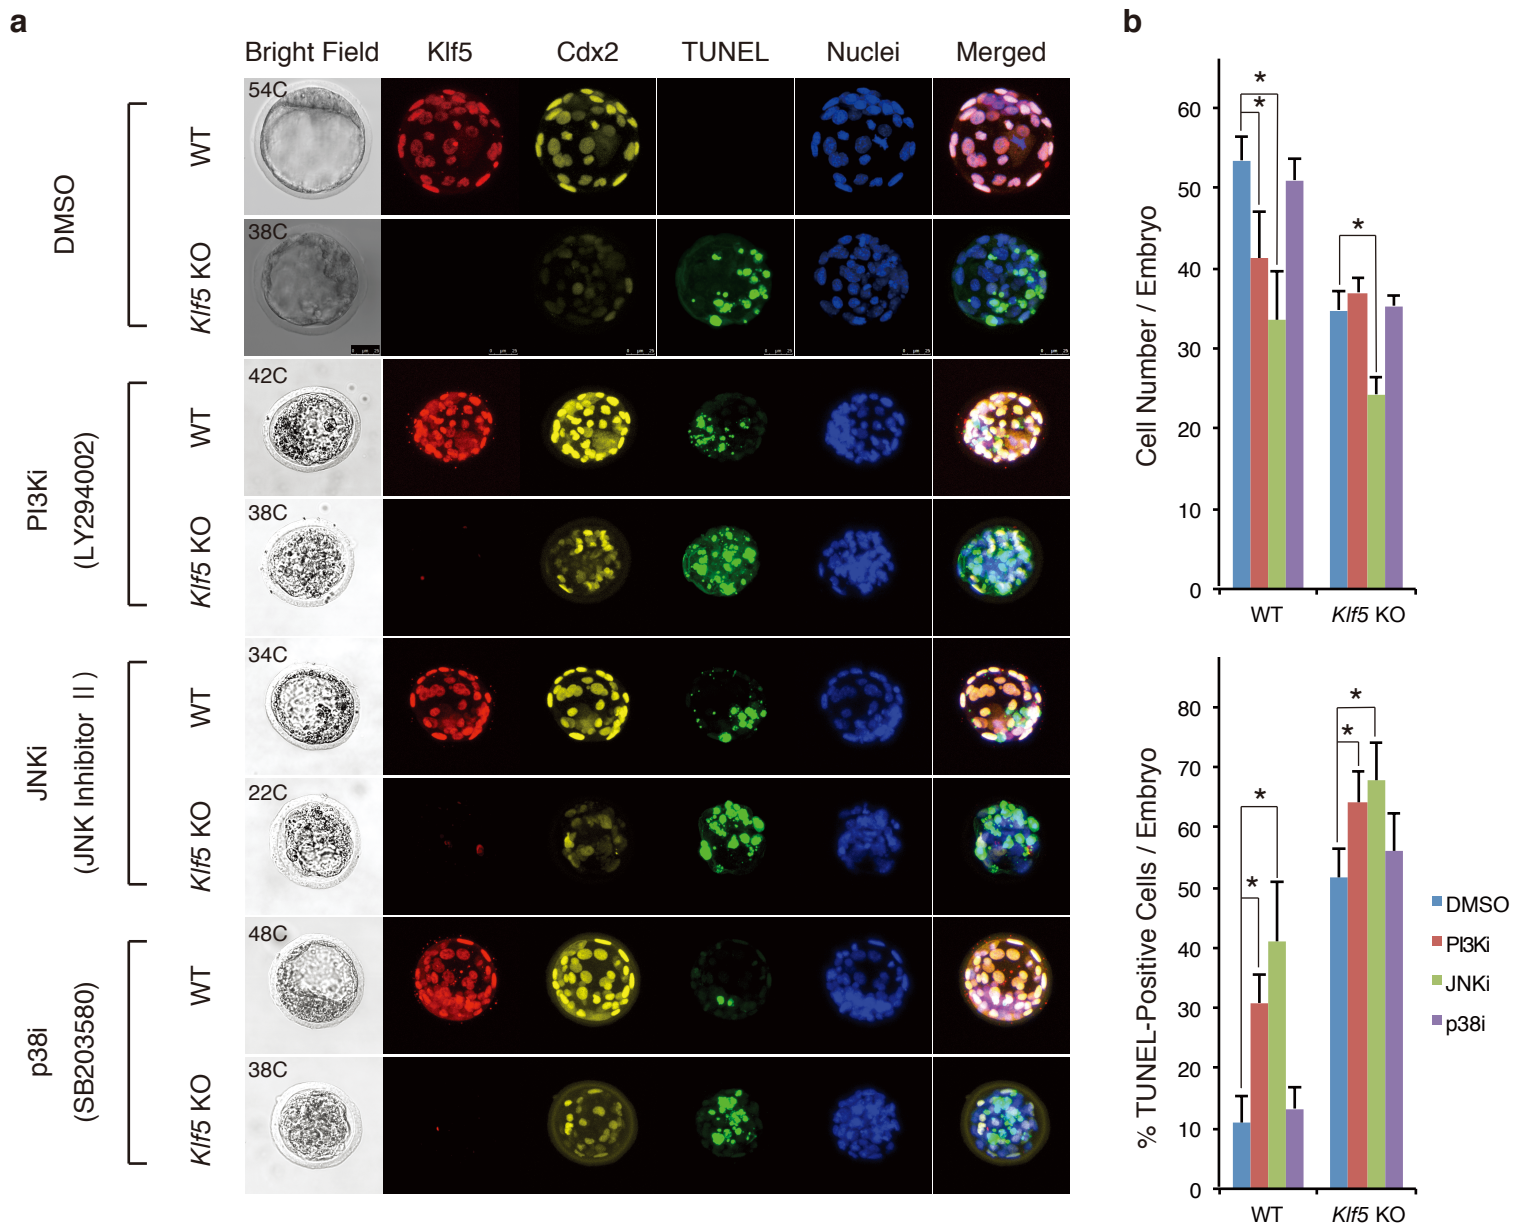 a
Bright Field Klf5 Cdx2 TUNEL Nuclei Merged
DMSO
WT
54C
Klf5 KO
38C
PI3Ki
(LY294002)
WT
42C
Klf5 KO
38C
JNKi
(JNK Inhibitor II)
WT
34C
Klf5 KO
22C
p38i
(SB203580)
WT
48C
Klf5 KO
38C
b
Cell Number / Embryo
60
50
40
30
20
10
0
* * *
WT Klf5 KO
% TUNEL-Positive Cells / Embryo
80
70
60
50
40
30
20
10
0
* * * *
WT Klf5 KO
DMSO
PI3Ki
JNKi
p38i